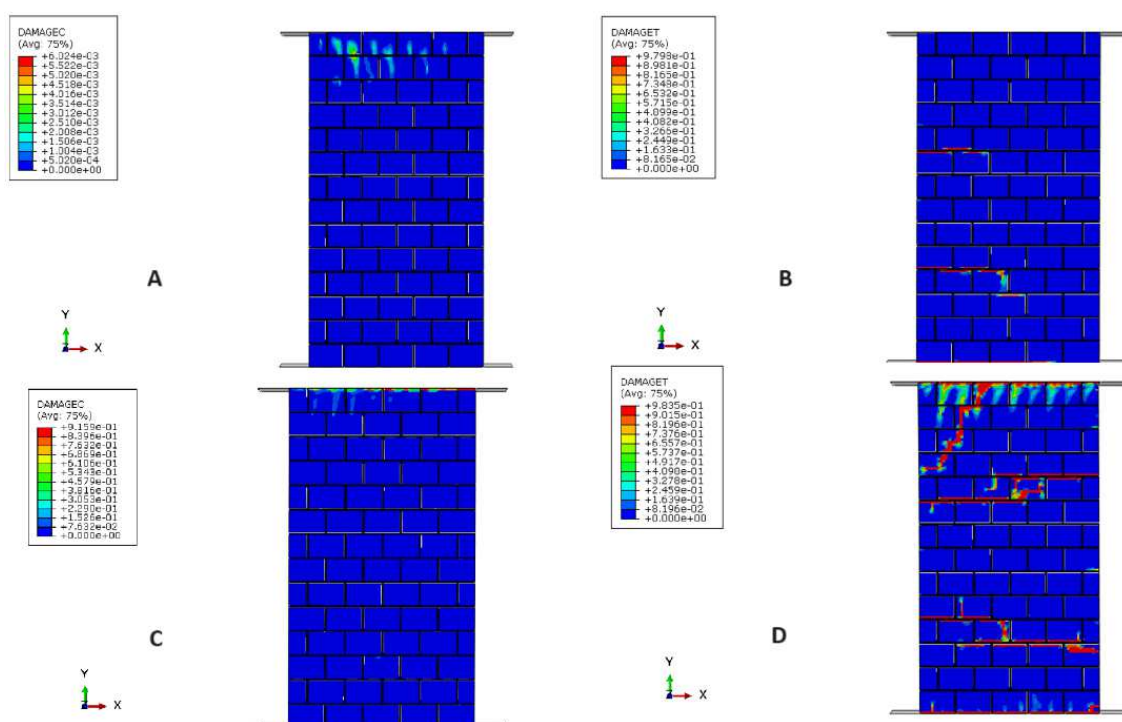 DAMAGEC
(Avg: 75%)
+6.024e-03
+5.522e-03
+5.020e-03
+4.518e-03
+4.016e-03
+3.514e-03
+3.012e-03
+2.510e-03
+2.008e-03
+1.506e-03
+1.004e-03
+5.020e-04
+0.000e+00
A
Y
X
DAMAGET
(Avg: 75%)
+9.798e-01
+8.981e-01
+8.165e-01
+7.348e-01
+6.532e-01
+5.715e-01
+4.899e-01
+4.082e-01
+3.266e-01
+2.449e-01
+1.633e-01
+8.165e-02
+0.000e+00
B
Y
X
DAMAGEC
(Avg: 75%)
+9.159e-01
+8.396e-01
+7.632e-01
+6.869e-01
+6.106e-01
+5.343e-01
+4.579e-01
+3.816e-01
+3.053e-01
+2.290e-01
+1.526e-01
+7.632e-02
+0.000e+00
C
Y
X
DAMAGET
(Avg: 75%)
+9.835e-01
+9.015e-01
+8.196e-01
+7.376e-01
+6.557e-01
+5.737e-01
+4.917e-01
+4.098e-01
+3.278e-01
+2.459e-01
+1.639e-01
+8.196e-02
+0.000e+00
D
Y
X